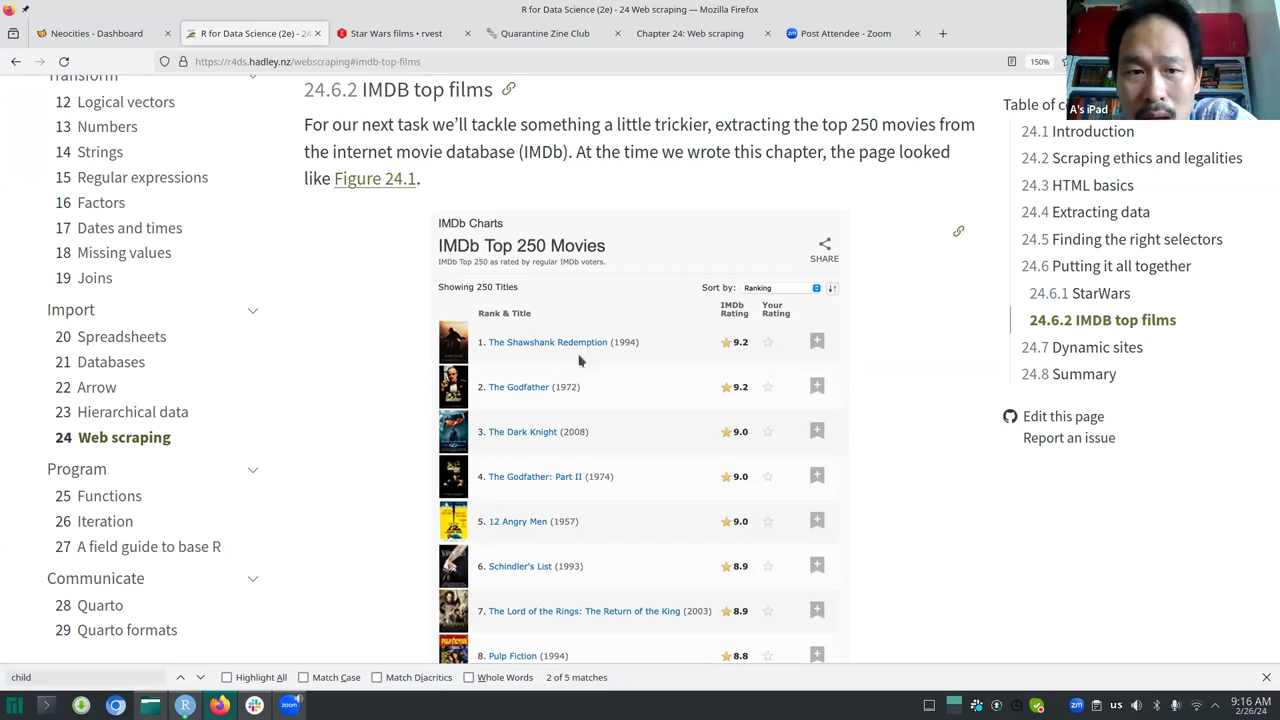 R for Data Science (2e) - 24 Web scraping — Mozilla Firefox
Neocities - Dashboard
R for Data Science (2e) - 24
Star Wars films • rvest
Quarantine Zine Club
Chapter 24: Web scraping
Post Attendee - Zoom
https://r4ds.hadley.nz/webscraping#imdb-top-films
150%
A's iPad
Transform
12 Logical vectors
13 Numbers
14 Strings
15 Regular expressions
16 Factors
17 Dates and times
18 Missing values
19 Joins
Import
20 Spreadsheets
21 Databases
22 Arrow
23 Hierarchical data
24 Web scraping
Program
25 Functions
26 Iteration
27 A field guide to base R
Communicate
28 Quarto
29 Quarto formats
24.6.2 IMDB top films
For our next task we'll tackle something a little trickier, extracting the top 250 movies from
the internet movie database (IMDb). At the time we wrote this chapter, the page looked
like Figure 24.1.
IMDb Charts
IMDb Top 250 Movies
IMDb Top 250 as rated by regular IMDb voters.
SHARE
Showing 250 Titles
Sort by: Ranking
Rank & Title
IMDb
Rating
Your
Rating
1. The Shawshank Redemption (1994) 9.2
2. The Godfather (1972) 9.2
3. The Dark Knight (2008) 9.0
4. The Godfather: Part II (1974) 9.0
5. 12 Angry Men (1957) 9.0
6. Schindler's List (1993) 8.9
7. The Lord of the Rings: The Return of the King (2003) 8.9
8. Pulp Fiction (1994) 8.8
Table of c
24.1 Introduction
24.2 Scraping ethics and legalities
24.3 HTML basics
24.4 Extracting data
24.5 Finding the right selectors
24.6 Putting it all together
24.6.1 StarWars
24.6.2 IMDB top films
24.7 Dynamic sites
24.8 Summary
Edit this page
Report an issue
child
Highlight All
Match Case
Match Diacritics
Whole Words
2 of 5 matches
zoom
zm
us
9:16 AM
2/26/24